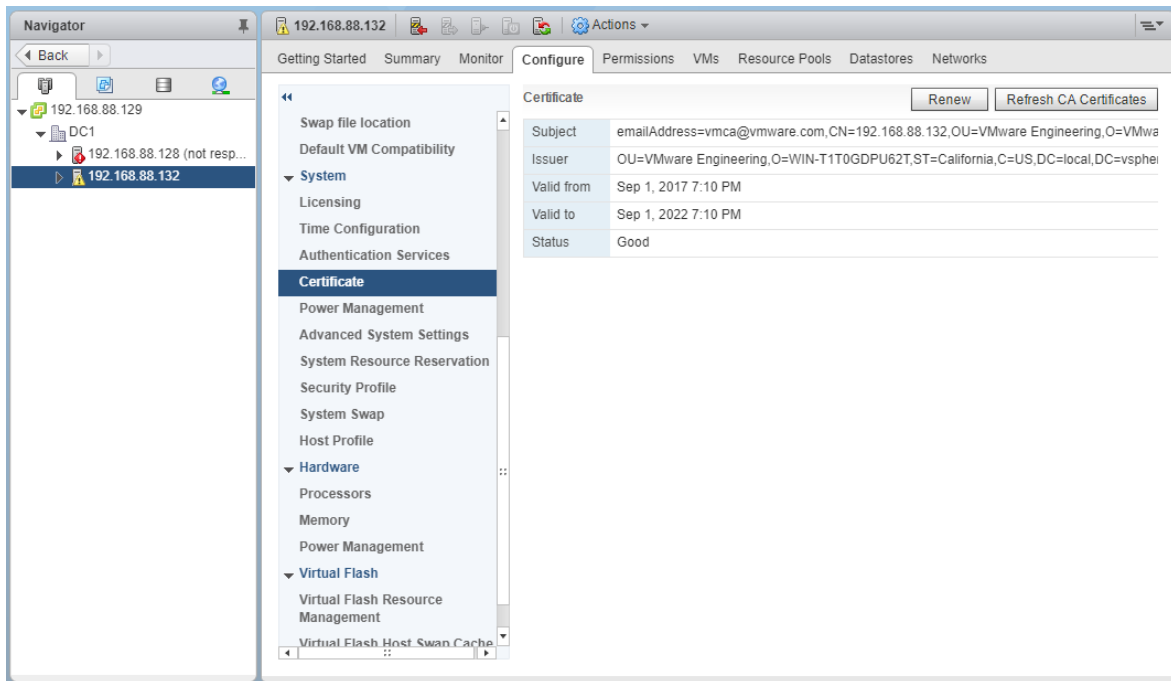 Navigator
Back
192.168.88.129
DC1
192.168.88.128 (not resp...
192.168.88.132
192.168.88.132 Actions
Getting Started Summary Monitor Configure Permissions VMs Resource Pools Datastores Networks
Swap file location
Default VM Compatibility
System
Licensing
Time Configuration
Authentication Services
Certificate
Power Management
Advanced System Settings
System Resource Reservation
Security Profile
System Swap
Host Profile
Hardware
Processors
Memory
Power Management
Virtual Flash
Virtual Flash Resource
Management
Virtual Flash Host Swap Cache
Certificate Renew Refresh CA Certificates
Subject emailAddress=vmca@vmware.com,CN=192.168.88.132,OU=VMware Engineering,O=VMwa
Issuer OU=VMware Engineering,O=WIN-T1T0GDPU62T,ST=California,C=US,DC=local,DC=vspher
Valid from Sep 1, 2017 7:10 PM
Valid to Sep 1, 2022 7:10 PM
Status Good